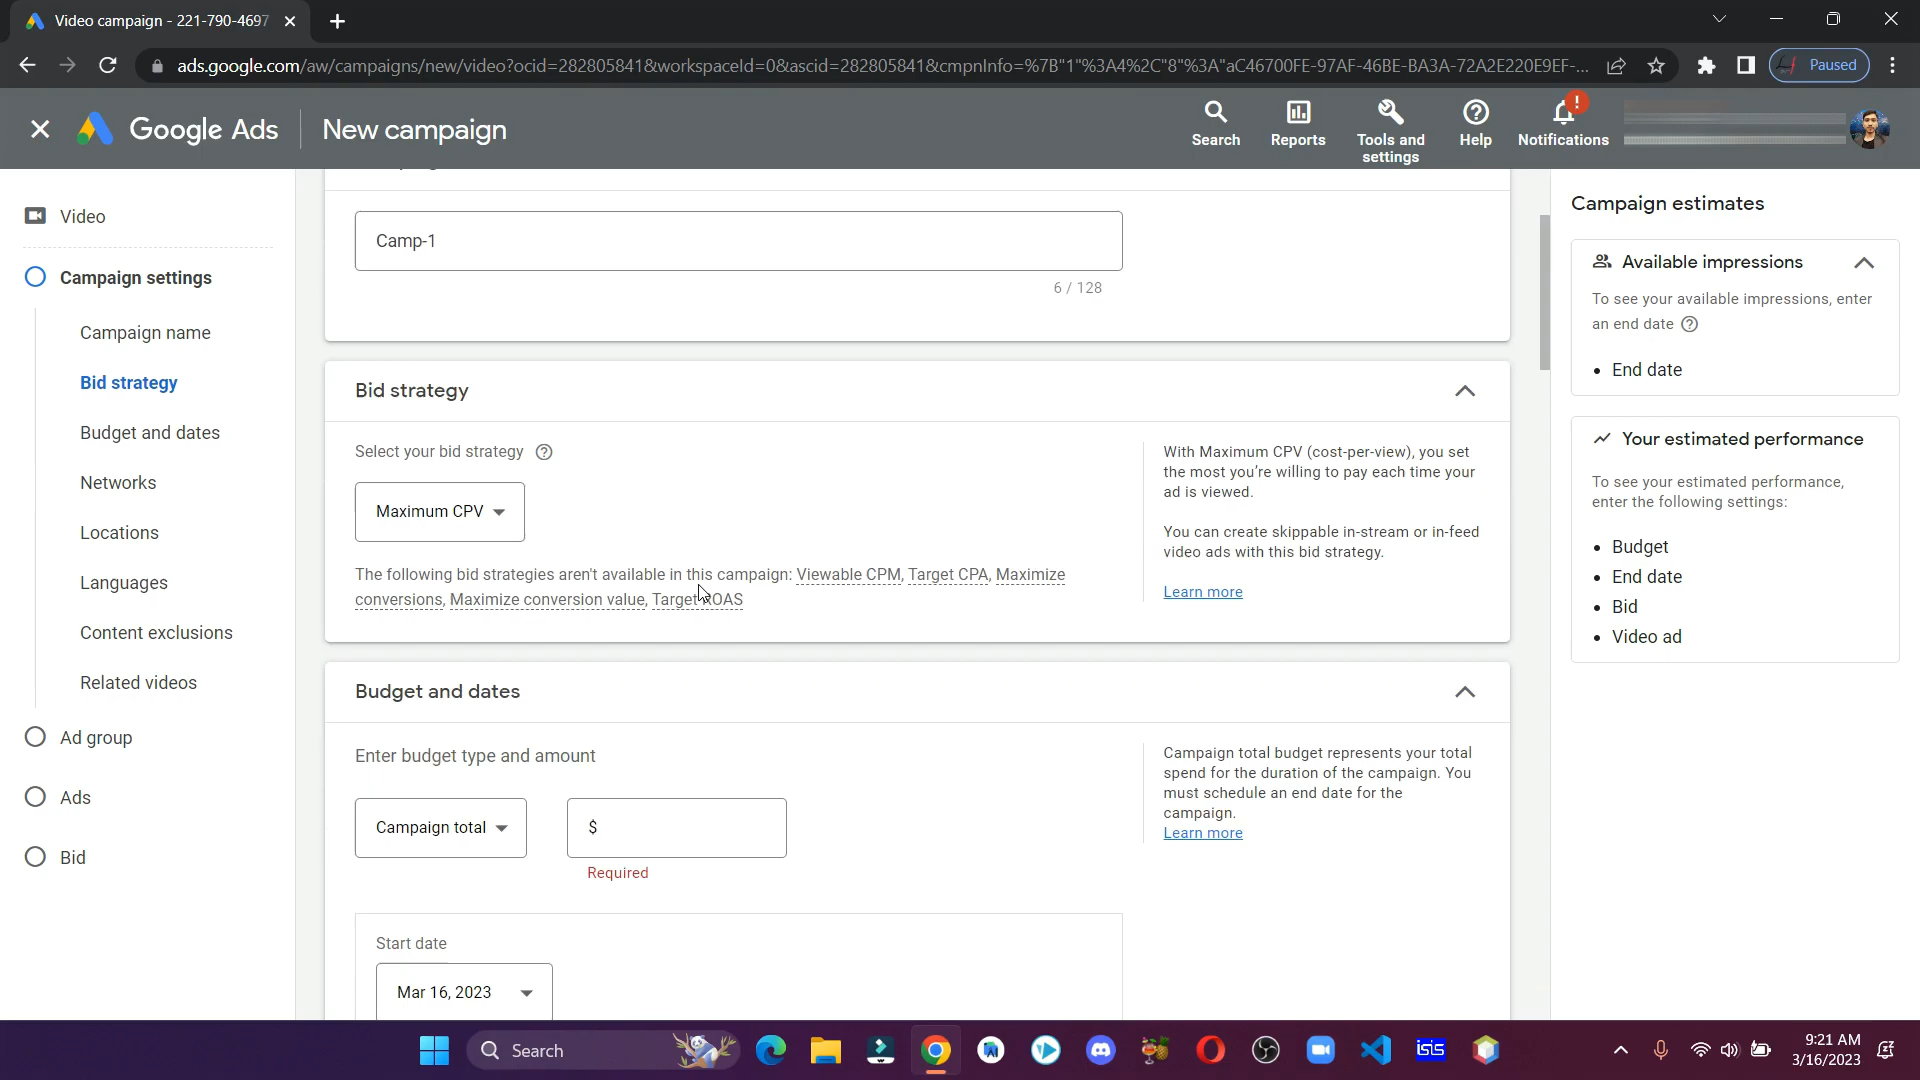 Video campaign - 221-790-4697
ads.google.com/aw/campaigns/new/video?ocid=282805841&workspaceId=0&ascid=282805841&cmpnInfo=%7B"1"%3A4%2C"8"%3A"aC46700FE-97AF-46BE-BA3A-72A2E220E9EF-...
Paused
Google Ads
New campaign
Search
Reports
Tools and
settings
Help
Notifications
Video
Campaign settings
Campaign name
Bid strategy
Budget and dates
Networks
Locations
Languages
Content exclusions
Related videos
Ad group
Ads
Bid
Camp-1
6 / 128
Bid strategy
Select your bid strategy
Maximum CPV
The following bid strategies aren't available in this campaign: Viewable CPM, Target CPA, Maximize
conversions, Maximize conversion value, Target ROAS
With Maximum CPV (cost-per-view), you set
the most you're willing to pay each time your
ad is viewed.
You can create skippable in-stream or in-feed
video ads with this bid strategy.
Learn more
Budget and dates
Enter budget type and amount
Campaign total
$
Required
Campaign total budget represents your total
spend for the duration of the campaign. You
must schedule an end date for the
campaign.
Learn more
Start date
Mar 16, 2023
Campaign estimates
Available impressions
To see your available impressions, enter
an end date
• End date
Your estimated performance
To see your estimated performance,
enter the following settings:
• Budget
• End date
• Bid
• Video ad
Search
isis
9:21 AM
3/16/2023